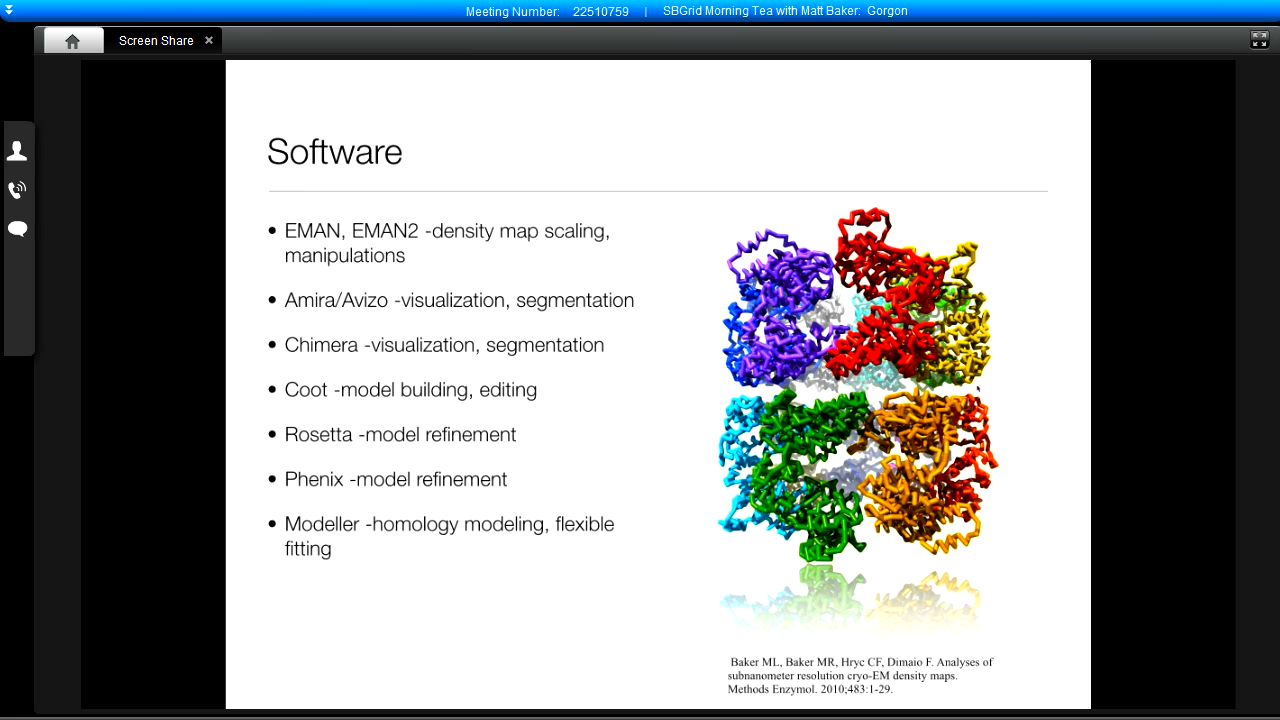 Meeting Number: 22510759 | SBGrid Morning Tea with Matt Baker: Gorgon
Screen Share ×
Software
• EMAN, EMAN2 -density map scaling,
manipulations
• Amira/Avizo -visualization, segmentation
• Chimera -visualization, segmentation
• Coot -model building, editing
• Rosetta -model refinement
• Phenix -model refinement
• Modeller -homology modeling, flexible
fitting
Baker ML, Baker MR, Hryc CF, Dimaio F. Analyses of
subnanometer resolution cryo-EM density maps.
Methods Enzymol. 2010;483:1-29.